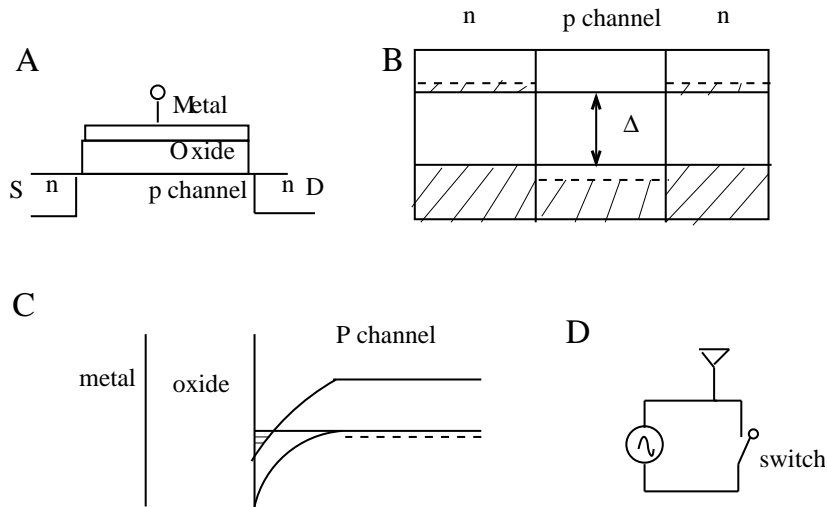 A
Metal
Oxide
S n p channel n D
n p channel n
B
Δ
C
P channel
metal oxide
D
switch